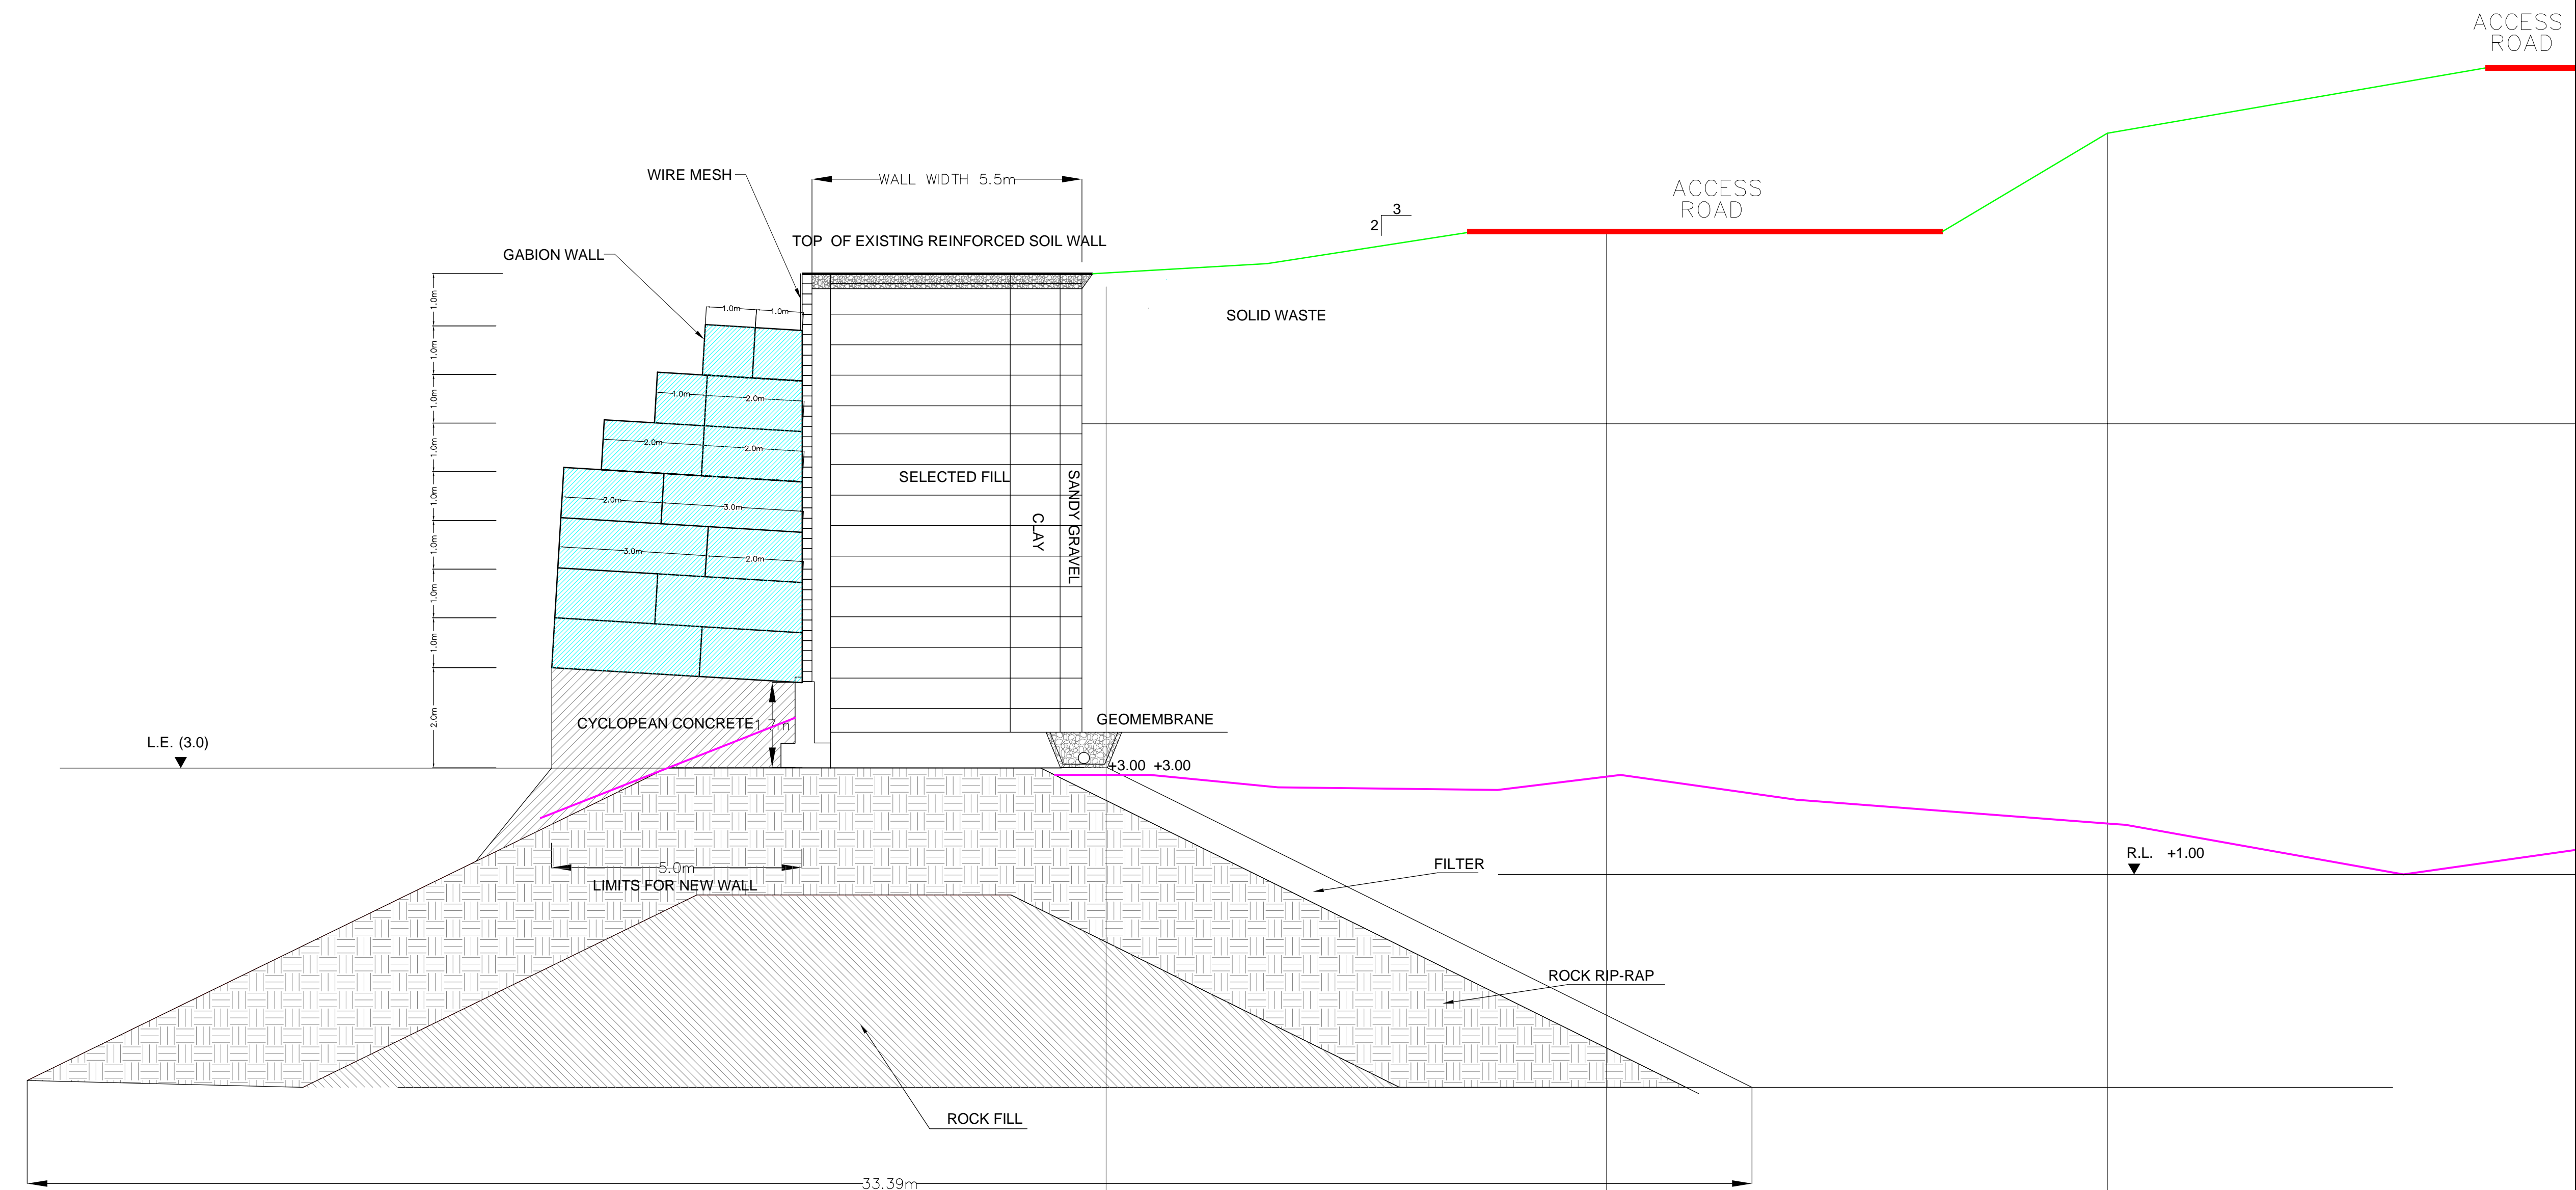 ACCESS
ROAD
WIRE MESH
WALL WIDTH 5.5m
ACCESS
ROAD
3
2
TOP OF EXISTING REINFORCED SOIL WALL
GABION WALL
1.0m
1.0m
1.0m
SOLID WASTE
1.0m
1.0m
2.0m
1.0m
2.0m
2.0m
1.0m
SELECTED FILL
SANDY GRAVEL
CLAY
2.0m
3.0m
1.0m
3.0m
2.0m
1.0m
1.0m
1.0m
2.0m
CYCLOPEAN CONCRETE
1.7m
GEOMEMBRANE
L.E. (3.0)
+3.00 +3.00
R.L. +1.00
5.0m
LIMITS FOR NEW WALL
FILTER
ROCK RIP-RAP
ROCK FILL
33.39m